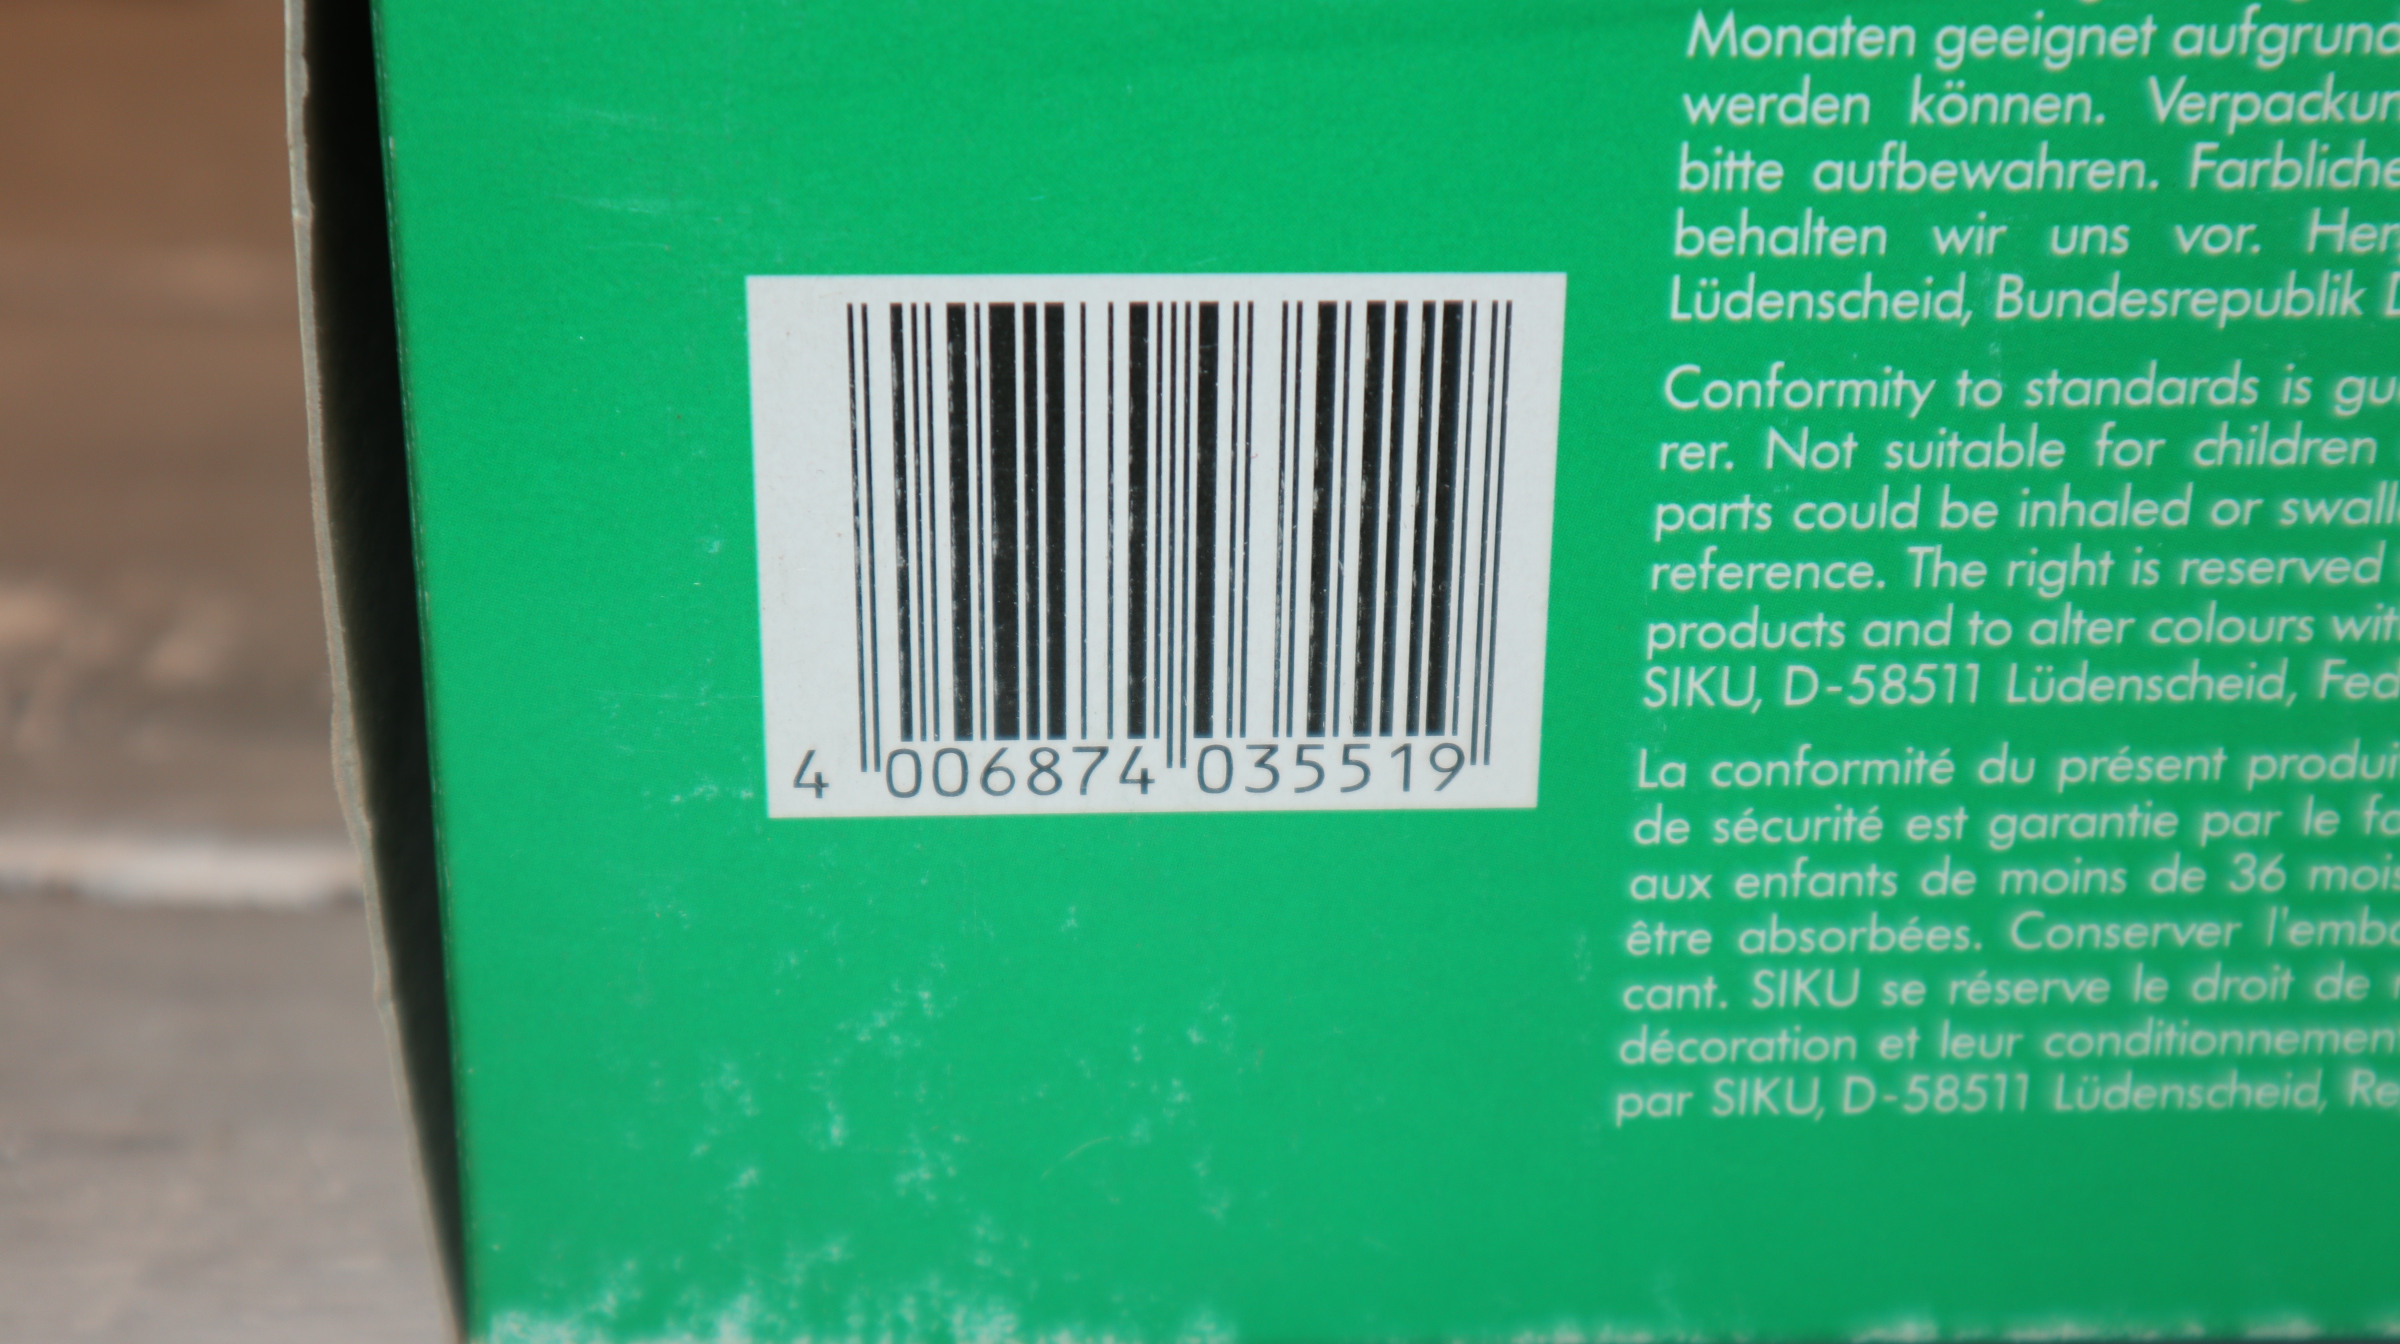 4 006874 035519
Monaten geeignet aufgrund
werden können.
bitte aufbewahren. Farbliche
behalten wir uns vor.
Lüdenscheid, Bundesrepublik
Conformity to standards is
rer. Not suitable for children
parts could be inhaled or
reference. The right is reserved
products and to alter colours
SIKU, D-58511 Lüdenscheid,
La conformité du présent
de sécurité est garantie par le
aux enfants de moins de 36 mois
être absorbées. Conserver
cant. SIKU se réserve le droit de
décoration et leur
par SIKU, D-58511 Lüdenscheid,